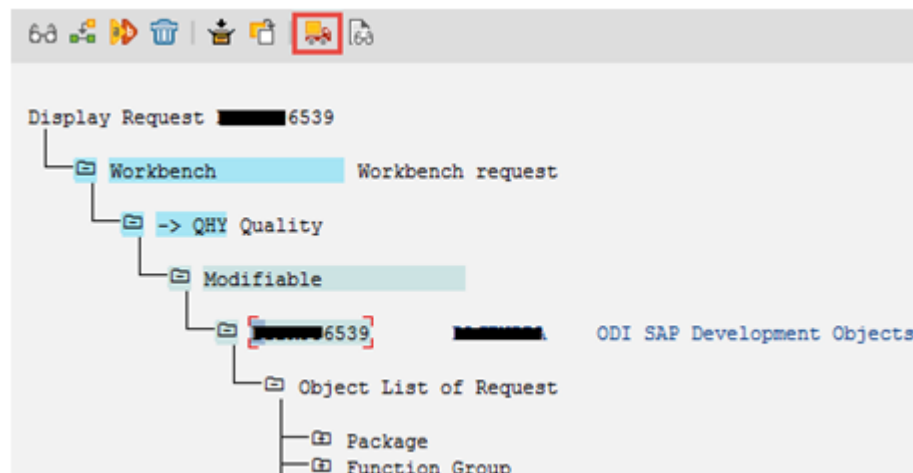 Display Request 6539
Workbench Workbench request
-> QHY Quality
Modifiable
6539 ODI SAP Development Objects
Object List of Request
Package
Function Group